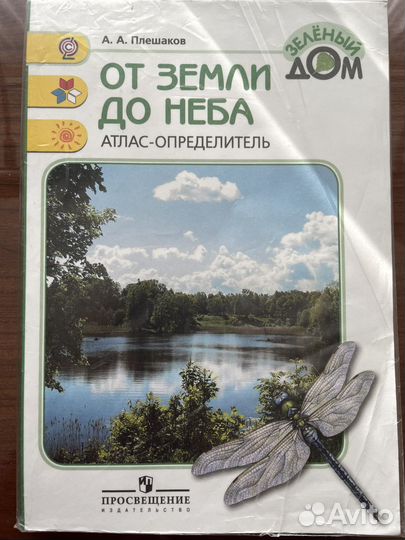 А. А. Плешаков
ЗЕЛЁНЫЙ
ДОМ
ОТ ЗЕМЛИ
ДО НЕБА
АТЛАС-ОПРЕДЕЛИТЕЛЬ
ПРОСВЕЩЕНИЕ
ИЗДАТЕЛЬСТВО
Avito